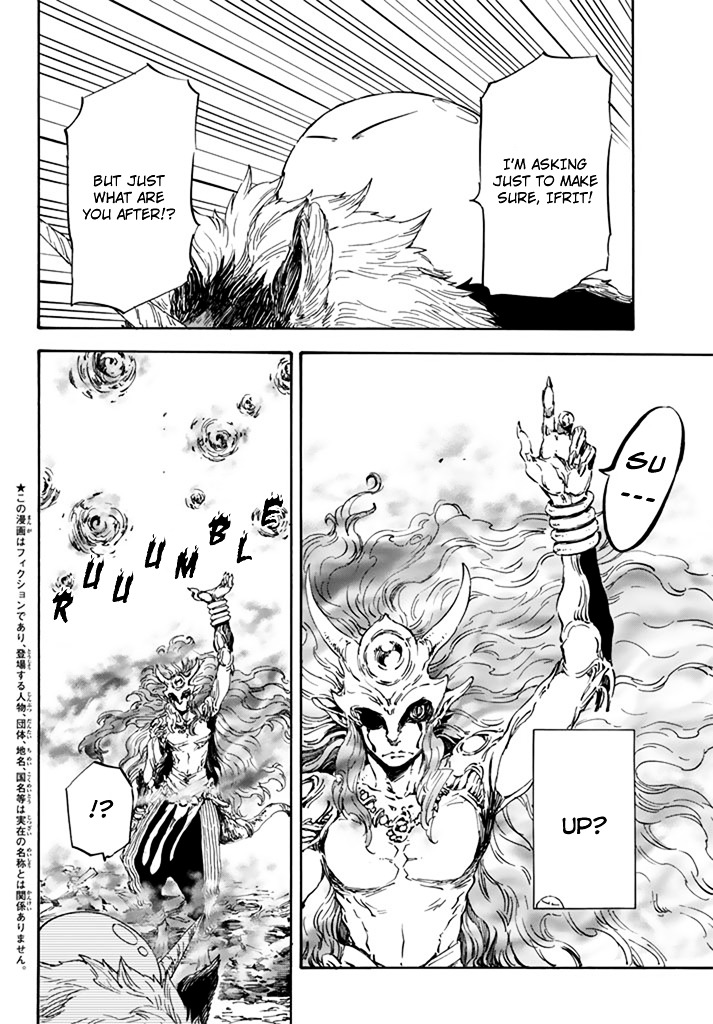 I'M ASKING
JUST TO MAKE
SURE, IFRIT!
BUT JUST
WHAT ARE
YOU AFTER!?
SU
---
UP?
RUUUMBLE
!?
★この漫画はフィクションであり、登場する人物、団体、地名、国名等は実在の名称とは関係ありません。